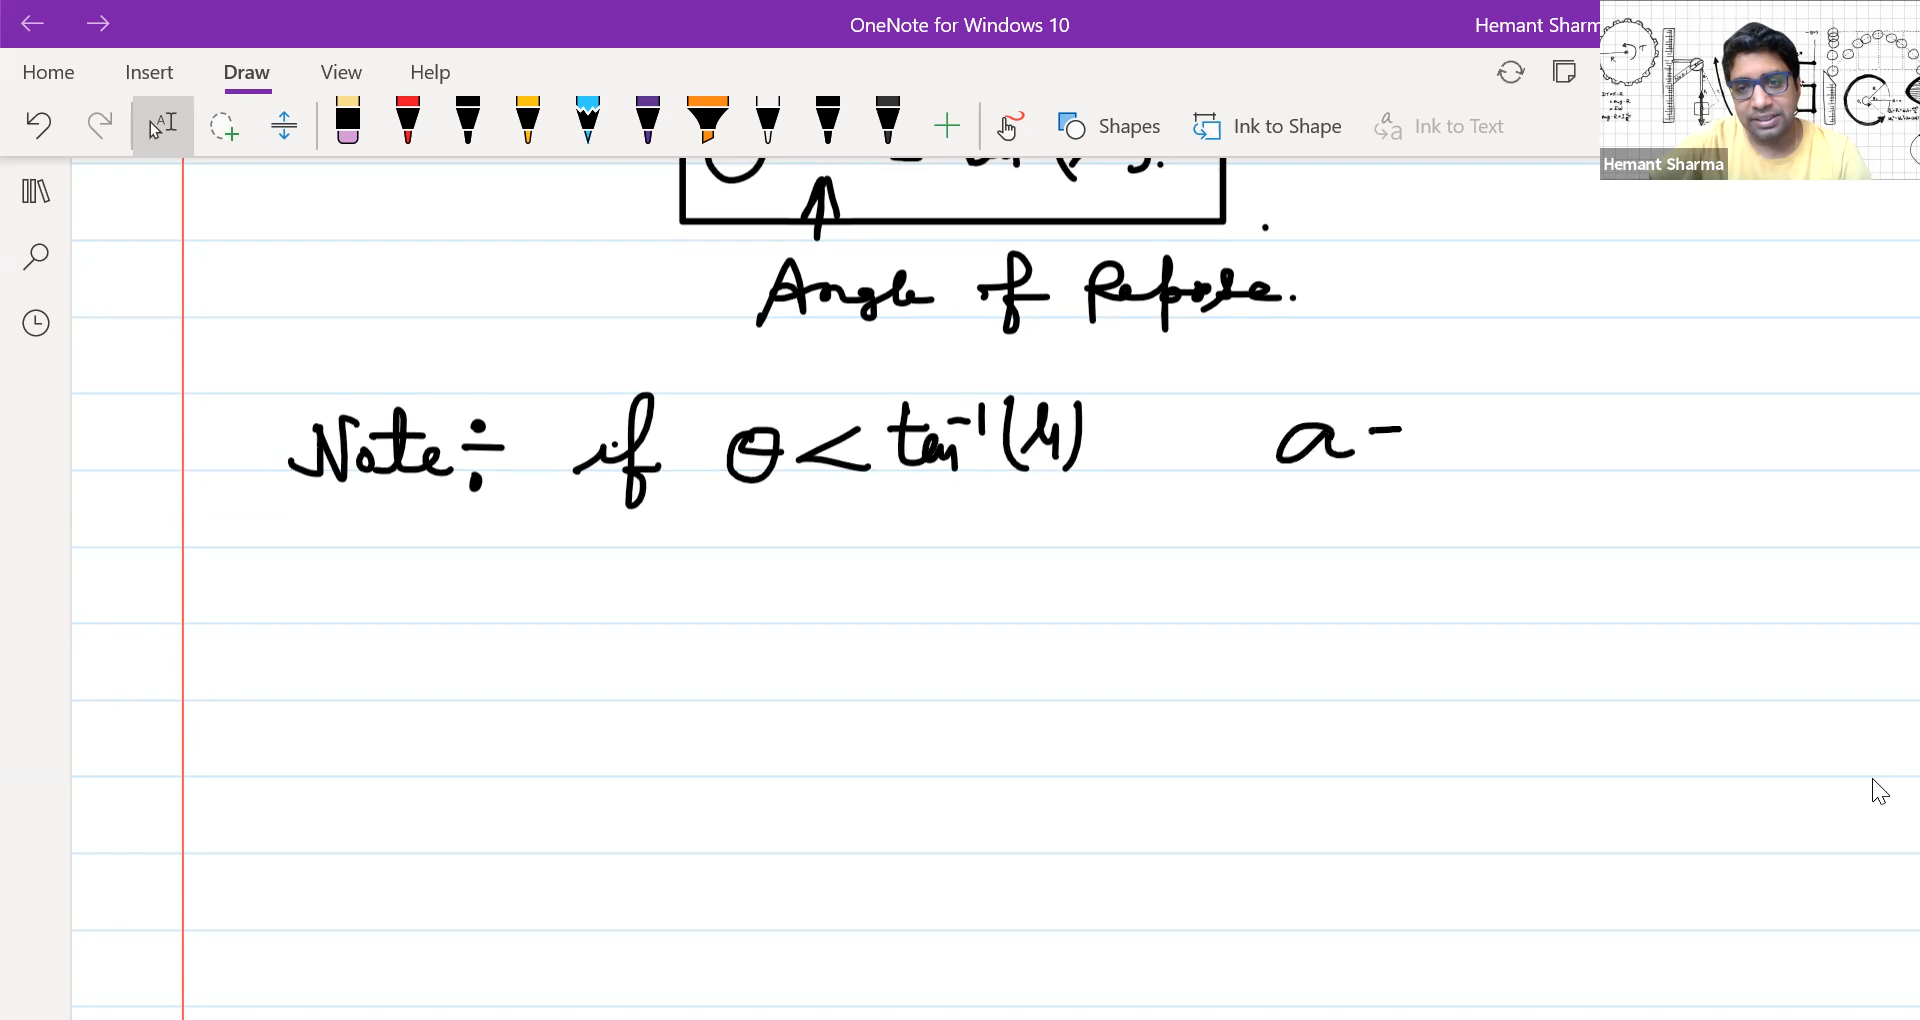 OneNote for Windows 10
Hemant Sharm
Home Insert Draw View Help
Shapes Ink to Shape Ink to Text
Hemant Sharma
Angle of Repose.
Note÷ if θ < tan⁻¹(μ) a -